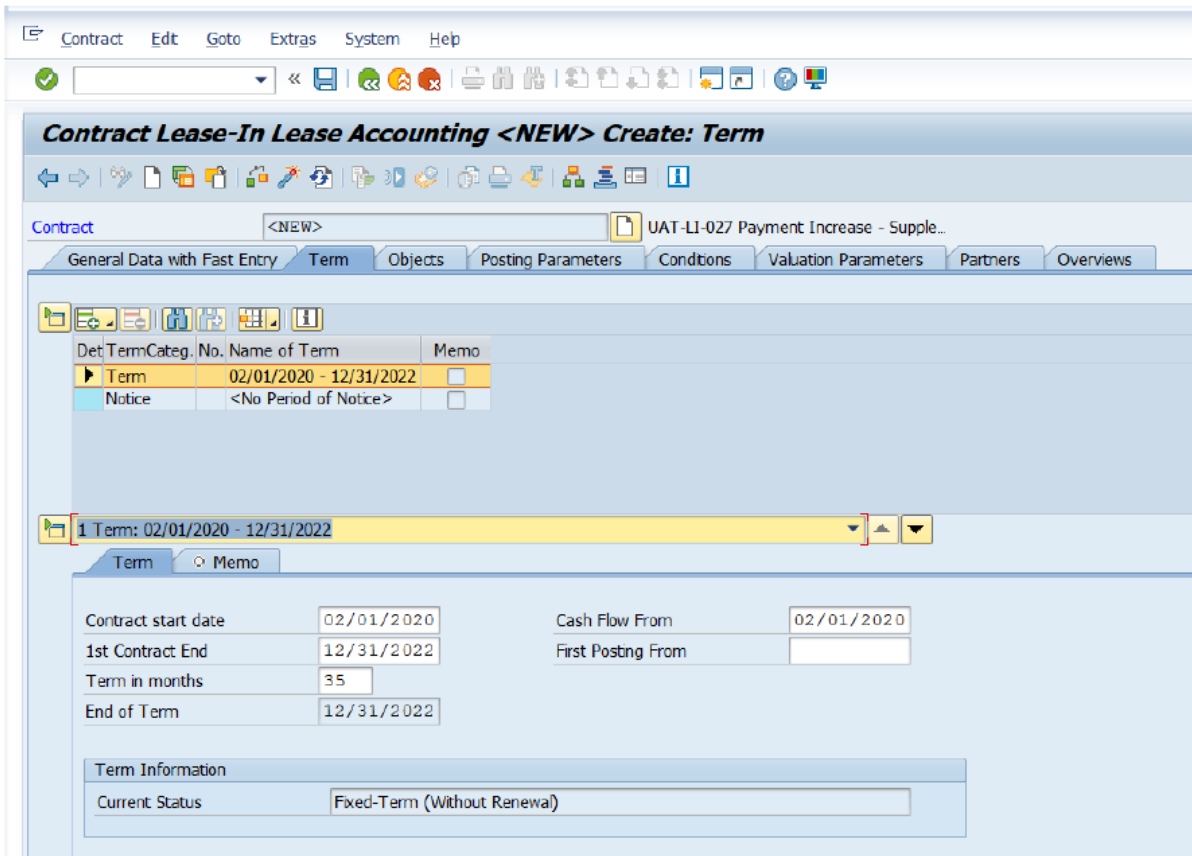 Contract Edit Goto Extras System Help
Contract Lease-In Lease Accounting <NEW> Create: Term
Contract <NEW> UAT-LI-027 Payment Increase - Supple...
General Data with Fast Entry Term Objects Posting Parameters Conditions Valuation Parameters Partners Overviews
Det TermCateg. No. Name of Term Memo
Term 02/01/2020 - 12/31/2022
Notice <No Period of Notice>
1 Term: 02/01/2020 - 12/31/2022
Term Memo
Contract start date 02/01/2020 Cash Flow From 02/01/2020
1st Contract End 12/31/2022 First Posting From
Term in months 35
End of Term 12/31/2022
Term Information
Current Status Fixed-Term (Without Renewal)